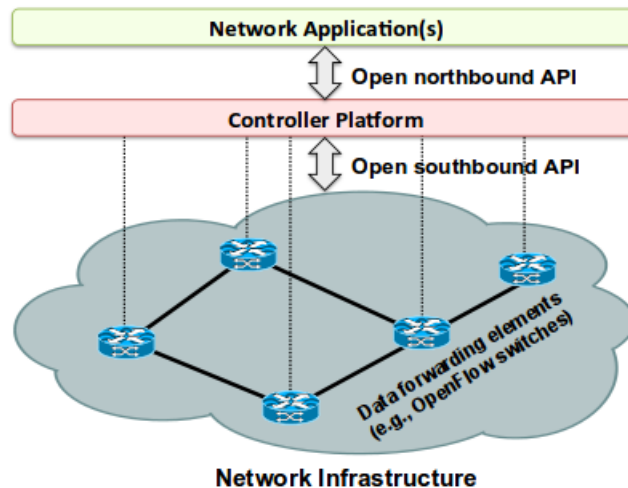 Network Application(s)
Open northbound API
Controller Platform
Open southbound API
Data forwarding elements
(e.g., OpenFlow switches)
Network Infrastructure